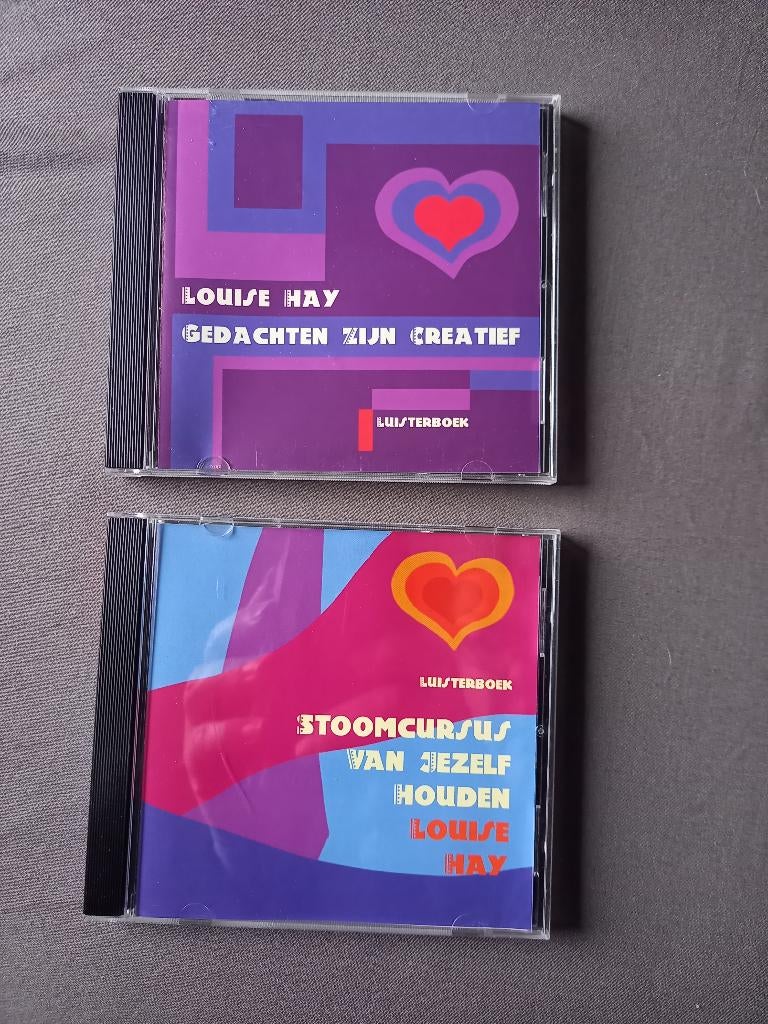 Louise Hay
Gedachten Zijn Creatief
Luisterboek
Luisterboek
Stoomcursus
Van Jezelf
Houden
Louise
Hay